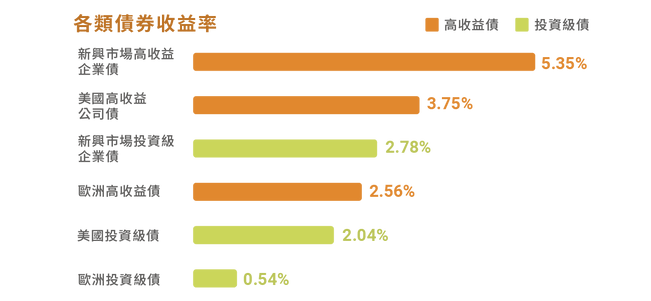 各類債券收益率
高收益債
投資級債
新興市場高收益
企業債
5.35%
美國高收益
公司債
3.75%
新興市場投資級
企業債
2.78%
歐洲高收益債
2.56%
美國投資級債
2.04%
歐洲投資級債
0.54%